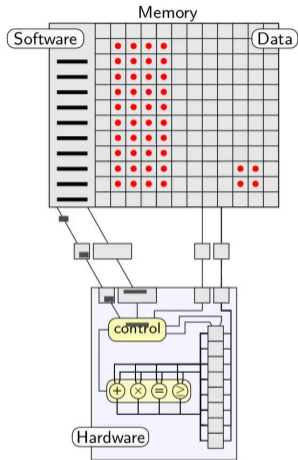 Memory
Software
Data
control
+ × = ≥
Hardware